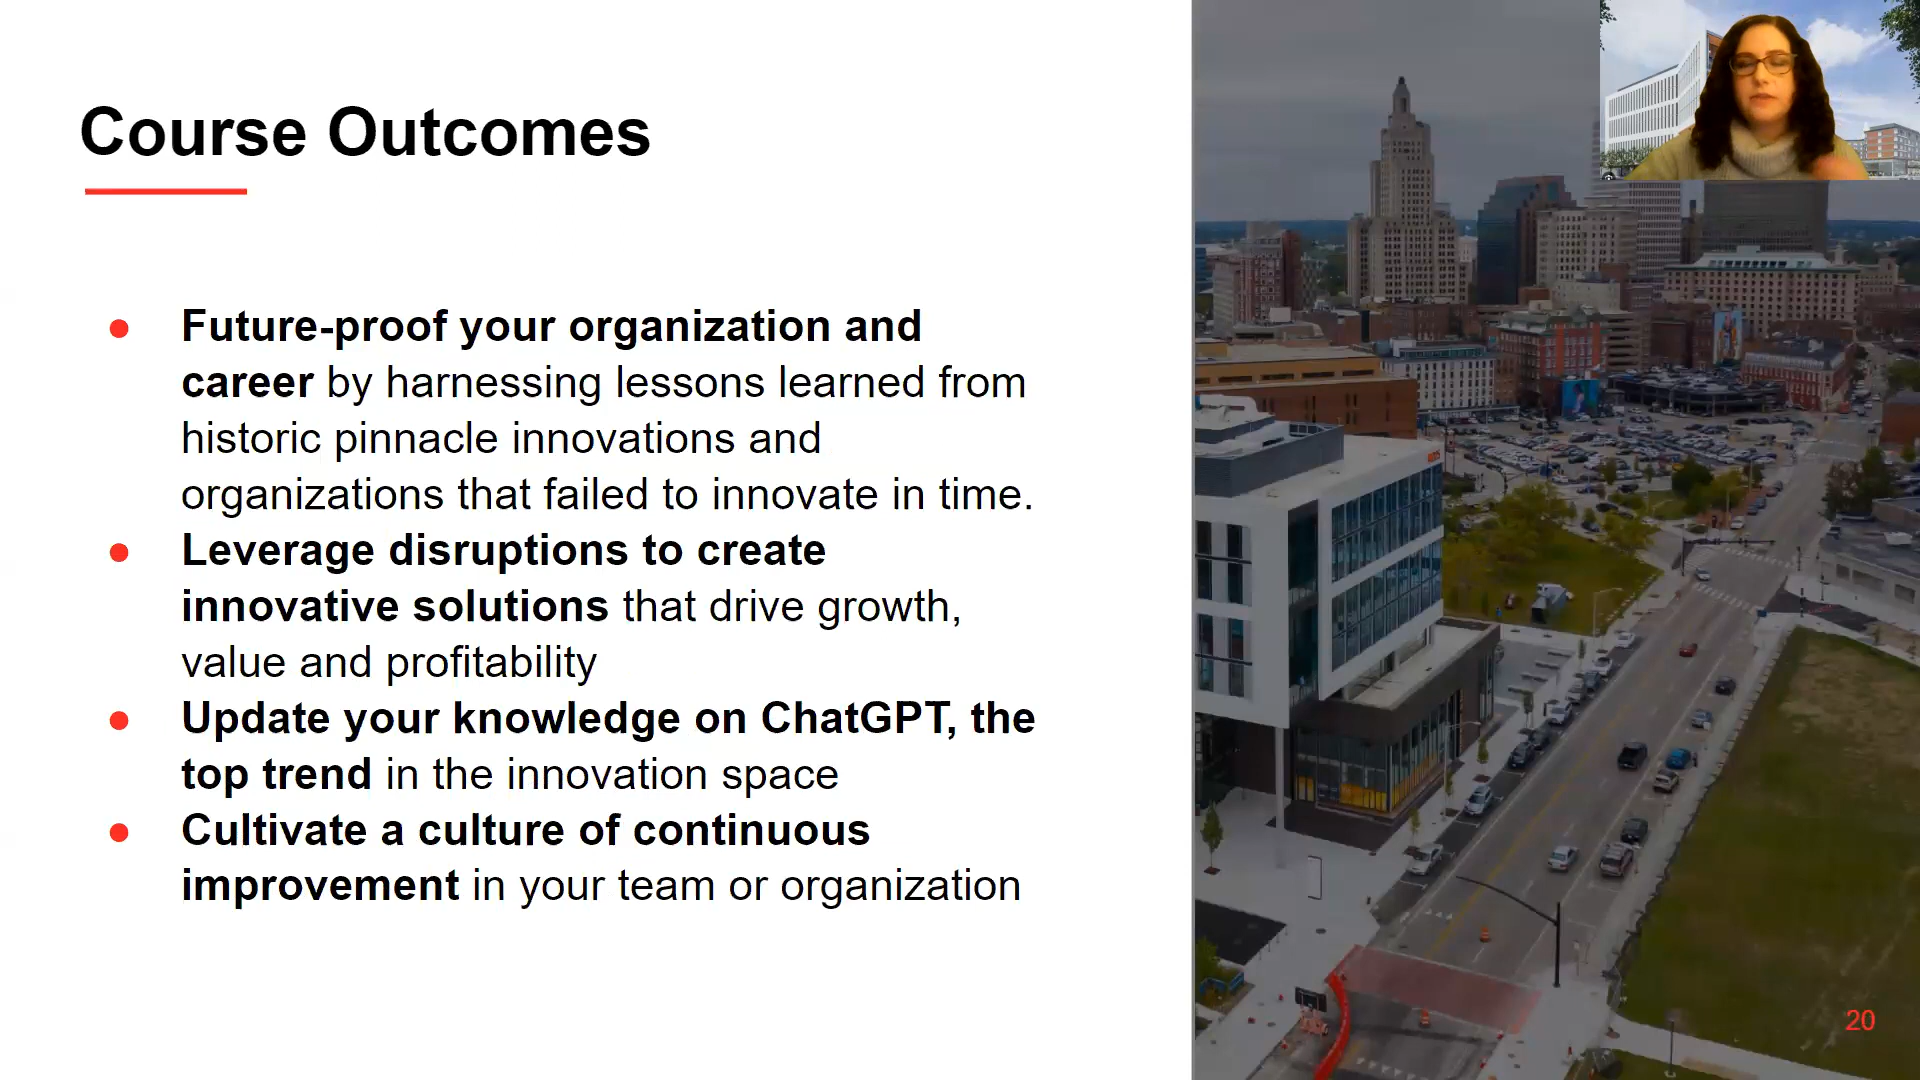 Course Outcomes
● Future-proof your organization and
career by harnessing lessons learned from
historic pinnacle innovations and
organizations that failed to innovate in time.
● Leverage disruptions to create
innovative solutions that drive growth,
value and profitability
● Update your knowledge on ChatGPT, the
top trend in the innovation space
● Cultivate a culture of continuous
improvement in your team or organization
20